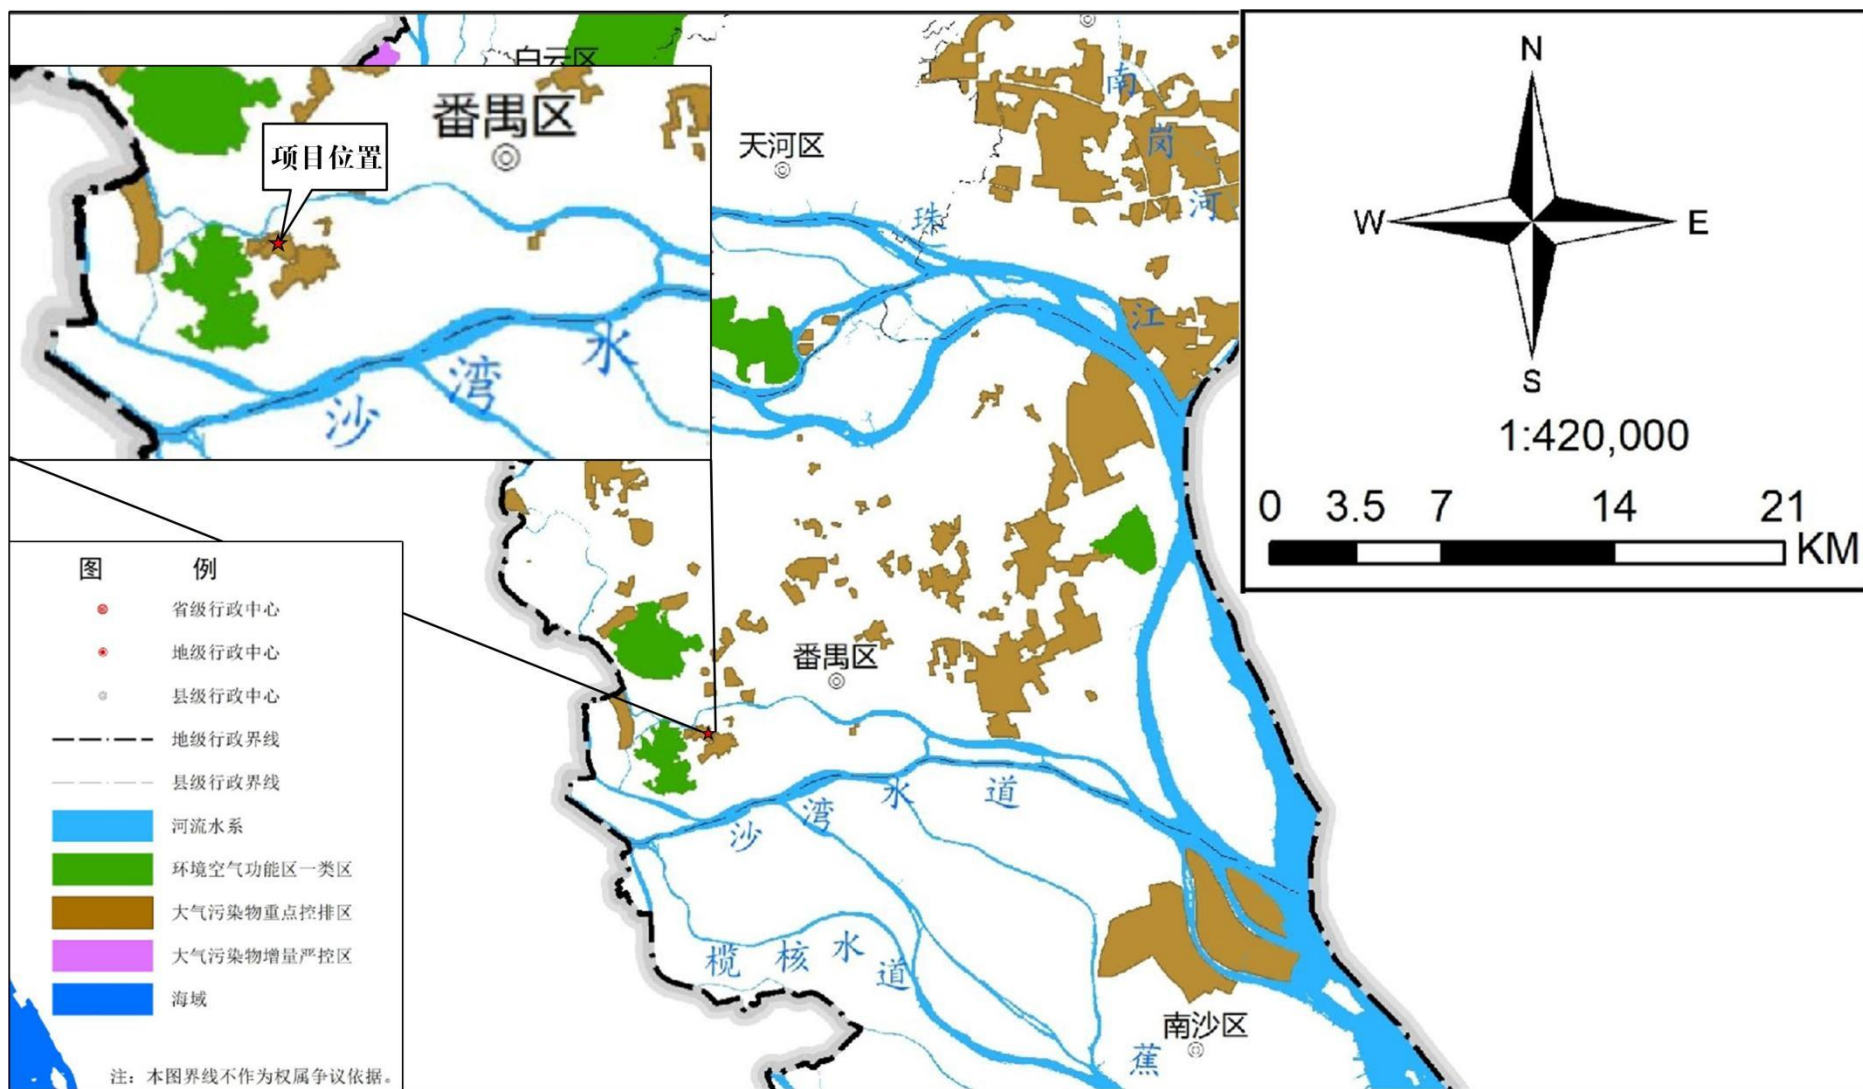 白云区
番禺区
项目位置
天河区
南
岗
河
珠
江
沙
湾
水
N
W
E
S
1:420,000
0 3.5 7 14 21
KM
图 例
省级行政中心
地级行政中心
县级行政中心
地级行政界线
县级行政界线
河流水系
环境空气功能区一类区
大气污染物重点控排区
大气污染物增量严控区
海域
注：本图界线不作为权属争议依据。
番禺区
沙湾水道
榄核水道
南沙区
蕉